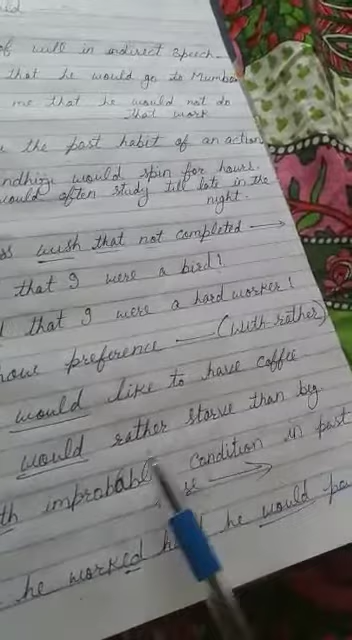 of will in indirect speech
that he would go to Mumbai
me that he would not do
that work
the past habit of an action
would spin for hours.
would often study till late in the
night.
wish that not completed
that I were a bird!
that I were a hard worker!
preference (with rather)
would like to have coffee
would rather starve than beg
improbable condition in past
he worked he would